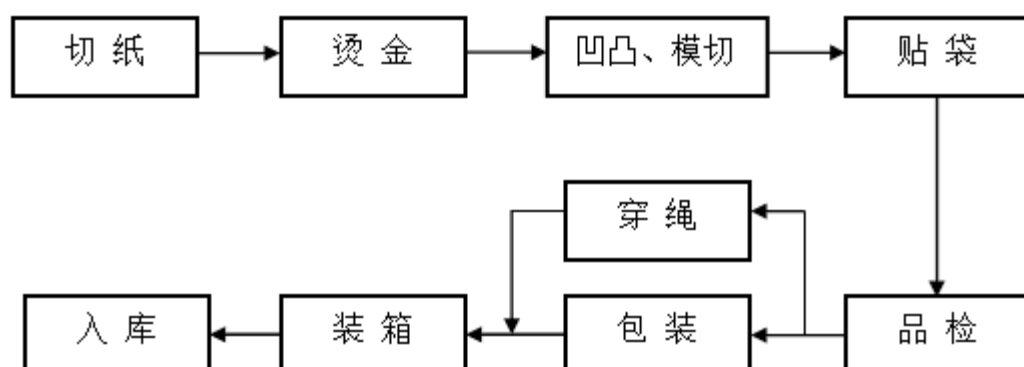 切 纸
烫 金
凹凸、模切
贴 袋
穿 绳
入 库
装 箱
包 装
品 检